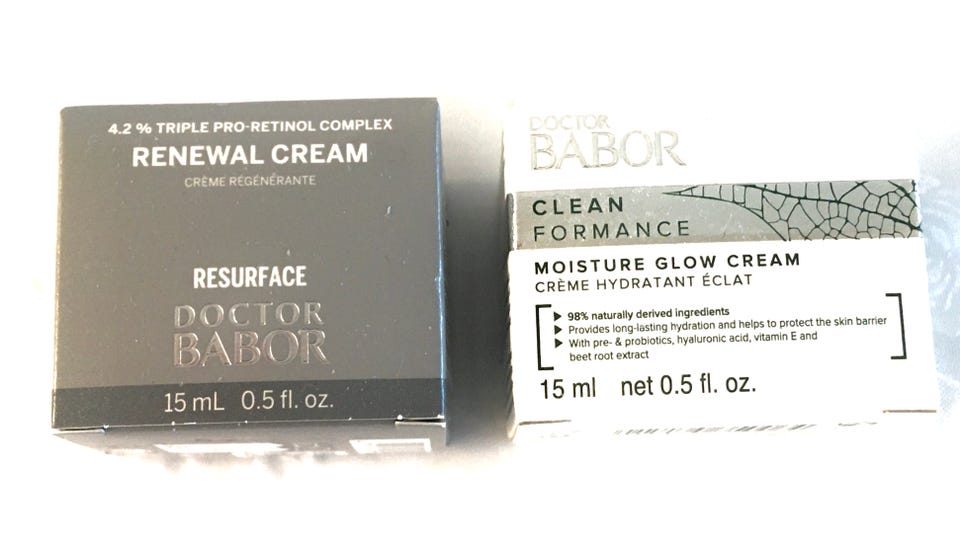 4.2 % TRIPLE PRO-RETINOL COMPLEX
RENEWAL CREAM
CRÈME RÉGÉNÉRANTE
RESURFACE
DOCTOR
BABOR
15 mL 0.5 fl. oz.
DOCTOR
BABOR
CLEAN
FORMANCE
MOISTURE GLOW CREAM
CRÈME HYDRATANT ÉCLAT
98% naturally derived ingredients
Provides long-lasting hydration and helps to protect the skin barrier
With pre- & probiotics, hyaluronic acid, vitamin E and
beet root extract
15 ml net 0.5 fl. oz.